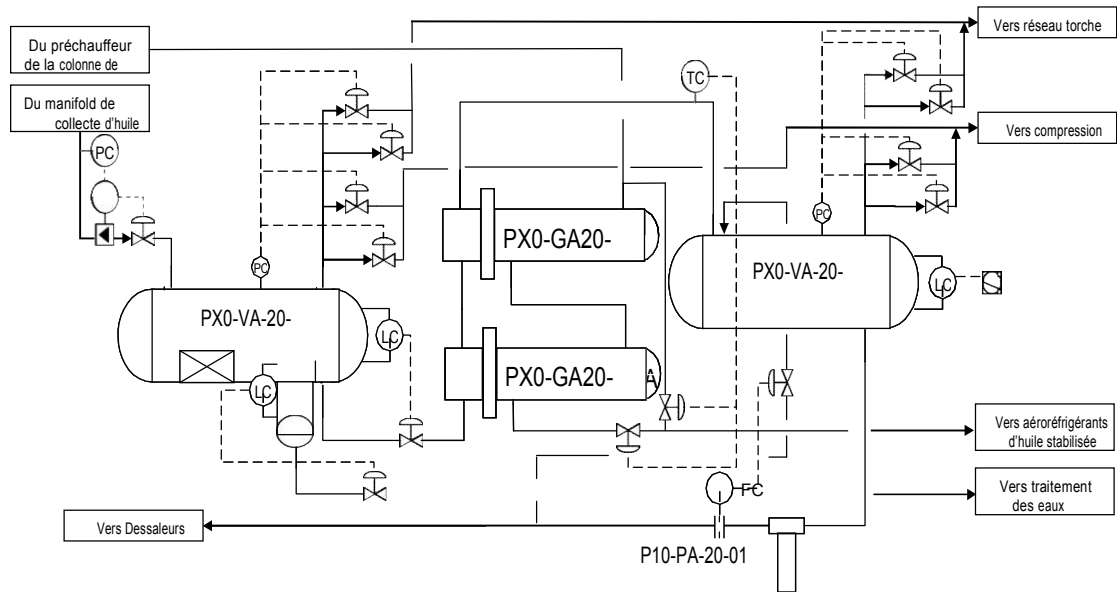 Du préchauffeur
de la colonne de
Vers réseau torche
Du manifold de
collecte d'huile
TC
Vers compression
PC
PX0-GA20-
PC
PC
PX0-VA-20-
LC
PX0-VA-20-
LC
PX0-GA20-
A
LC
Vers aéroréfrigérants
d'huile stabilisée
FC
Vers traitement
des eaux
Vers Dessaleurs
P10-PA-20-01